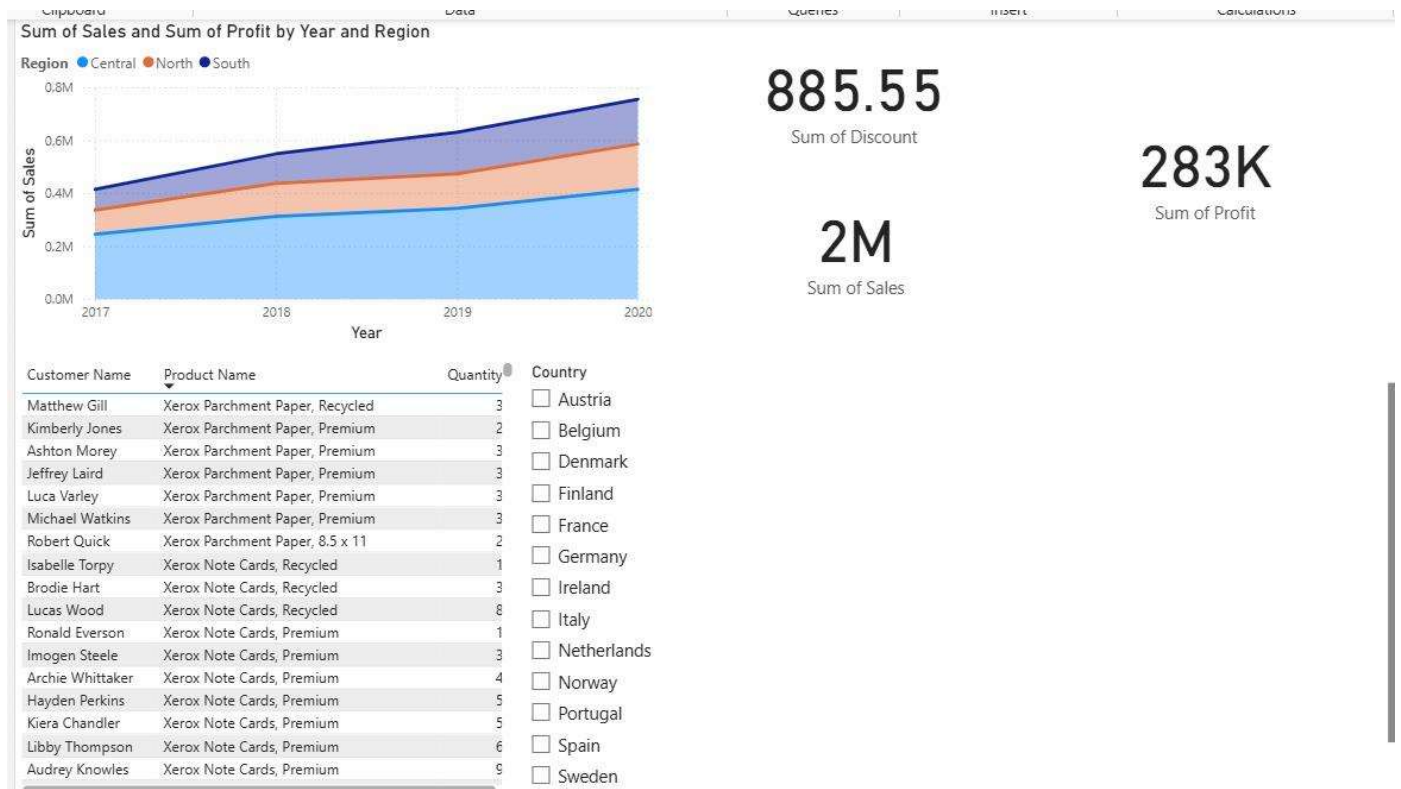 Clipboard Data Queries Insert Calculations
Sum of Sales and Sum of Profit by Year and Region
Region Central North South
0.8M
0.6M
0.4M
0.2M
0.0M
Sum of Sales
2017 2018 2019 2020
Year
885.55
Sum of Discount
283K
Sum of Profit
2M
Sum of Sales
Customer Name Product Name Quantity
Matthew Gill Xerox Parchment Paper, Recycled 3
Kimberly Jones Xerox Parchment Paper, Premium 2
Ashton Morey Xerox Parchment Paper, Premium 3
Jeffrey Laird Xerox Parchment Paper, Premium 3
Luca Varley Xerox Parchment Paper, Premium 3
Michael Watkins Xerox Parchment Paper, Premium 3
Robert Quick Xerox Parchment Paper, 8.5 x 11 2
Isabelle Torpy Xerox Note Cards, Recycled 1
Brodie Hart Xerox Note Cards, Recycled 3
Lucas Wood Xerox Note Cards, Recycled 8
Ronald Everson Xerox Note Cards, Premium 1
Imogen Steele Xerox Note Cards, Premium 3
Archie Whittaker Xerox Note Cards, Premium 4
Hayden Perkins Xerox Note Cards, Premium 5
Kiera Chandler Xerox Note Cards, Premium 5
Libby Thompson Xerox Note Cards, Premium 6
Audrey Knowles Xerox Note Cards, Premium 9
Country
Austria
Belgium
Denmark
Finland
France
Germany
Ireland
Italy
Netherlands
Norway
Portugal
Spain
Sweden